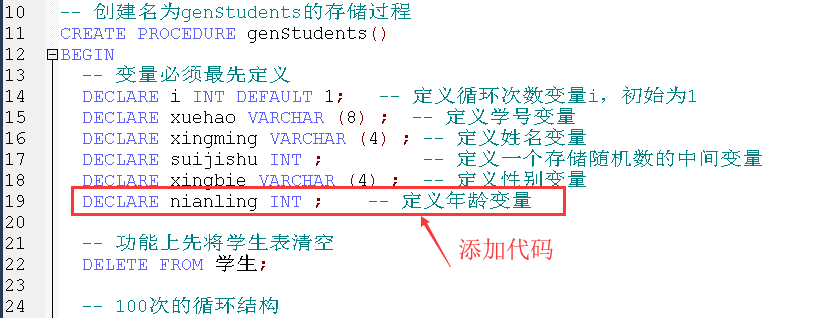 10 -- 创建名为genStudents的存储过程
11 CREATE PROCEDURE genStudents()
12 BEGIN
13 -- 变量必须最先定义
14 DECLARE i INT DEFAULT 1; -- 定义循环次数变量i，初始为1
15 DECLARE xuehao VARCHAR (8) ; -- 定义学号变量
16 DECLARE xingming VARCHAR (4) ; -- 定义姓名变量
17 DECLARE suijishu INT ; -- 定义一个存储随机数的中间变量
18 DECLARE xingbie VARCHAR (4) ; -- 定义性别变量
19 DECLARE nianling INT ; -- 定义年龄变量
20
21 -- 功能上先将学生表清空
添加代码
22 DELETE FROM 学生;
23
24 -- 100次的循环结构